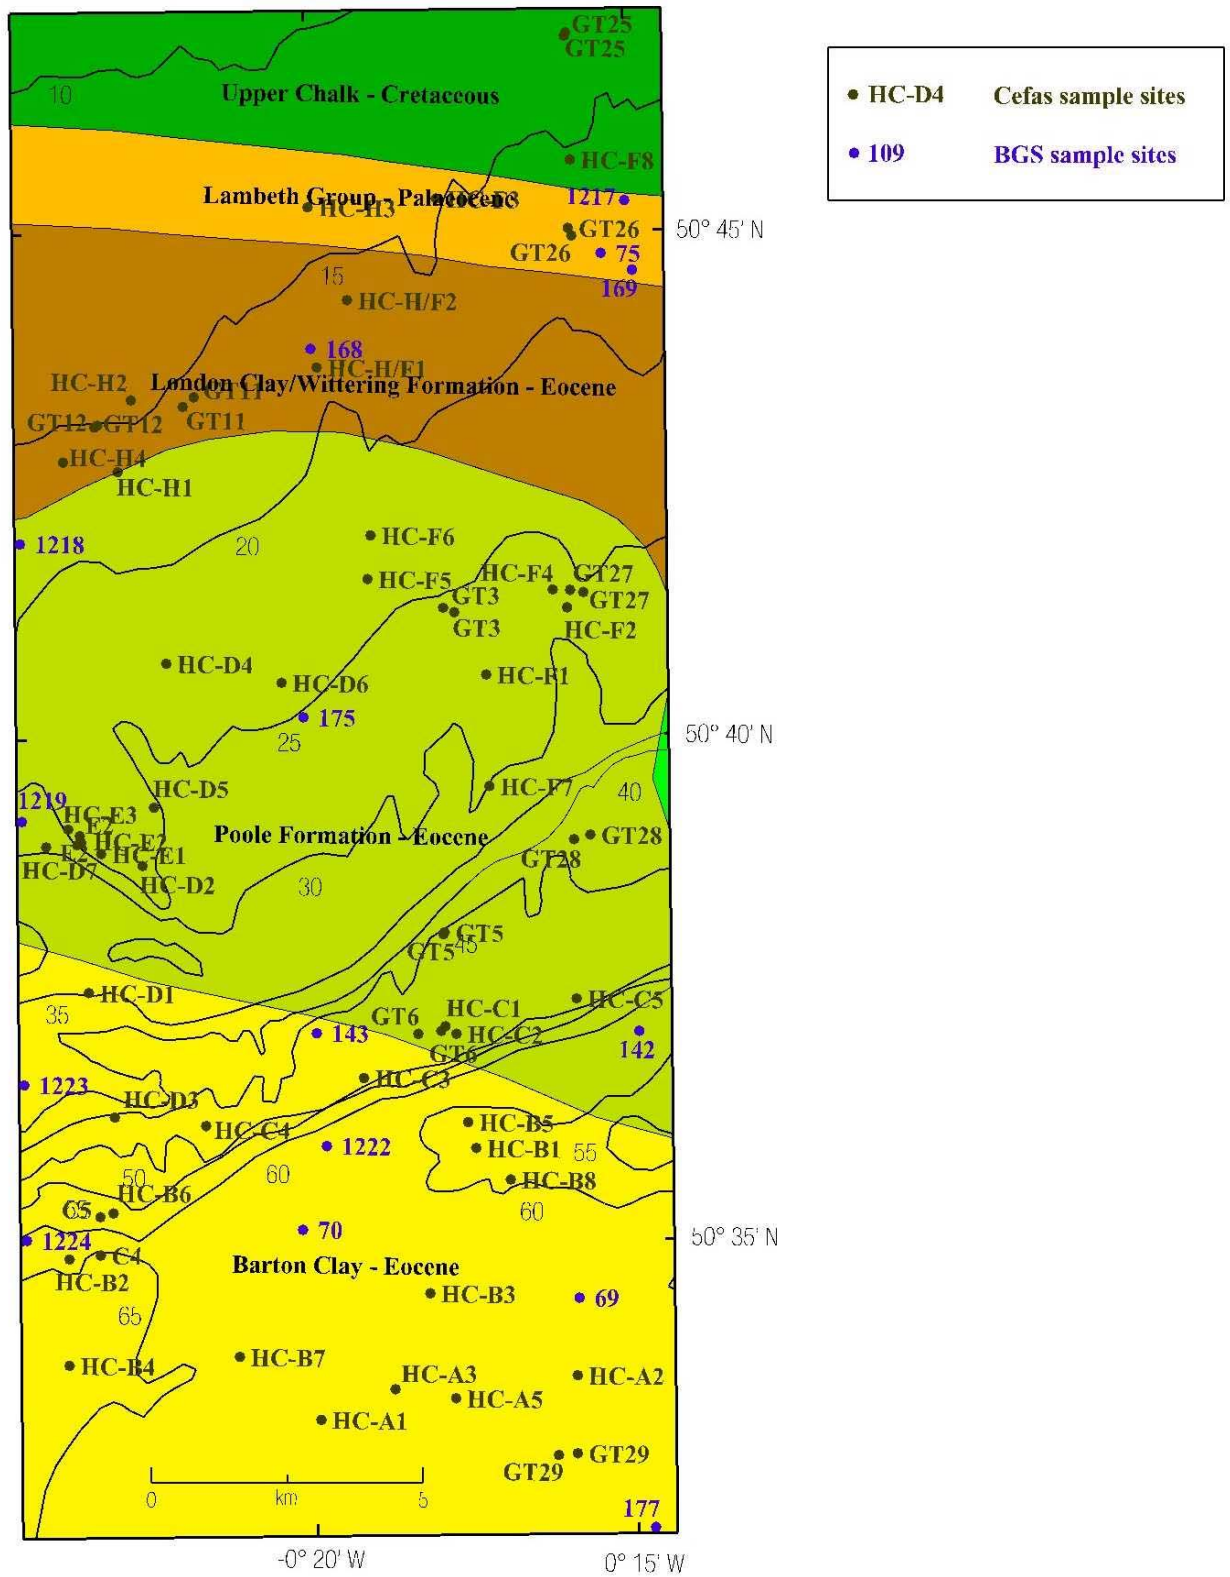 GT25
GT25
HC-D4 Cefas sample sites
10
Upper Chalk - Cretaceous
109 BGS sample sites
HC-F8
Lambeth Group - Palaeocene
1217
HC-H3
GT26
50° 45' N
GT26
75
15
169
HC-H/F2
168
HC-H/F1
HC-H2
London Clay/Wittering Formation - Eocene
GT11
GT12
GT12
GT11
HC-H4
HC-H1
1218
20
HC-F6
HC-F5
HC-F4
GT27
GT3
GT27
GT3
HC-F2
HC-D4
HC-D6
HC-F1
175
25
50° 40' N
1219
HC-D5
HC-F7
40
HC-E3
E2
Poole Formation - Eocene
GT28
HC-E2
E2
HC-E1
GT28
HC-D7
HC-D2
30
GT5
GT5
45
HC-D1
HC-C5
35
GT6
HC-C1
143
HC-C2
142
GT6
1223
HC-C3
HC-D3
HC-C4
HC-B5
1222
HC-B1
55
50
60
HC-B8
HC-B6
C5
60
70
50° 35' N
1224
C4
Barton Clay - Eocene
HC-B2
HC-B3
69
65
HC-B7
HC-B4
HC-A3
HC-A2
HC-A5
HC-A1
GT29
GT29
0 km 5
177
-0° 20' W
0° 15' W